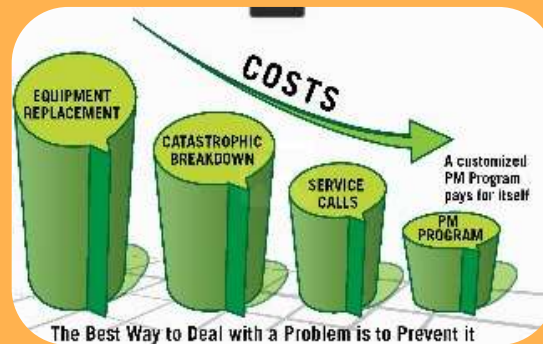 COSTS
EQUIPMENT
REPLACEMENT
CATASTROPHIC
BREAKDOWN
SERVICE
CALLS
PM
PROGRAM
A customized
PM Program
pays for itself
The Best Way to Deal with a Problem is to Prevent it